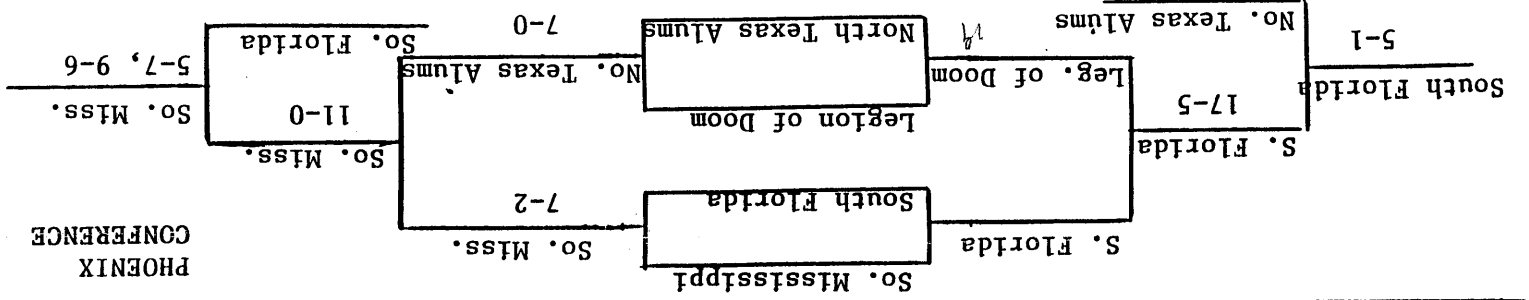 PHOENIX
CONFERENCE
So. Mississippi
S. Florida
So. Miss.
South Florida
7-2
S. Florida
So. Miss.
17-5
11-0
Legion of Doom
South Florida
So. Miss.
5-1
5-7, 9-6
Leg. of Doom
No. Texas Alums
North Texas Alums
7-0
No. Texas Alums
So. Florida